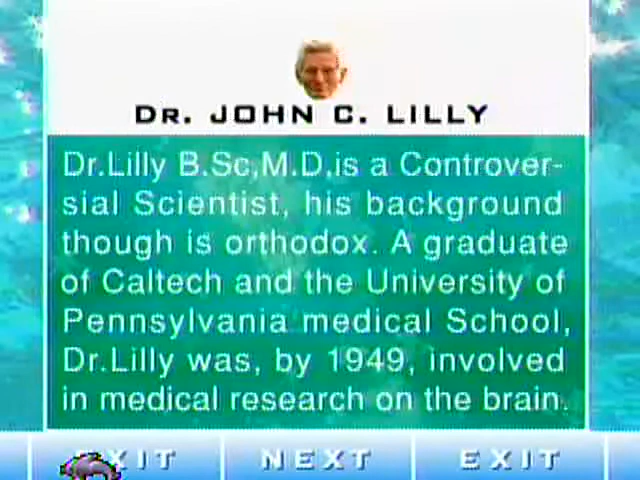 DR. JOHN C. LILLY
Dr.Lilly B.Sc,M.D.is a Controver-
sial Scientist, his background
though is orthodox. A graduate
of Caltech and the University of
Pennsylvania medical School,
Dr.Lilly was, by 1949, involved
in medical research on the brain.
EXIT NEXT EXIT